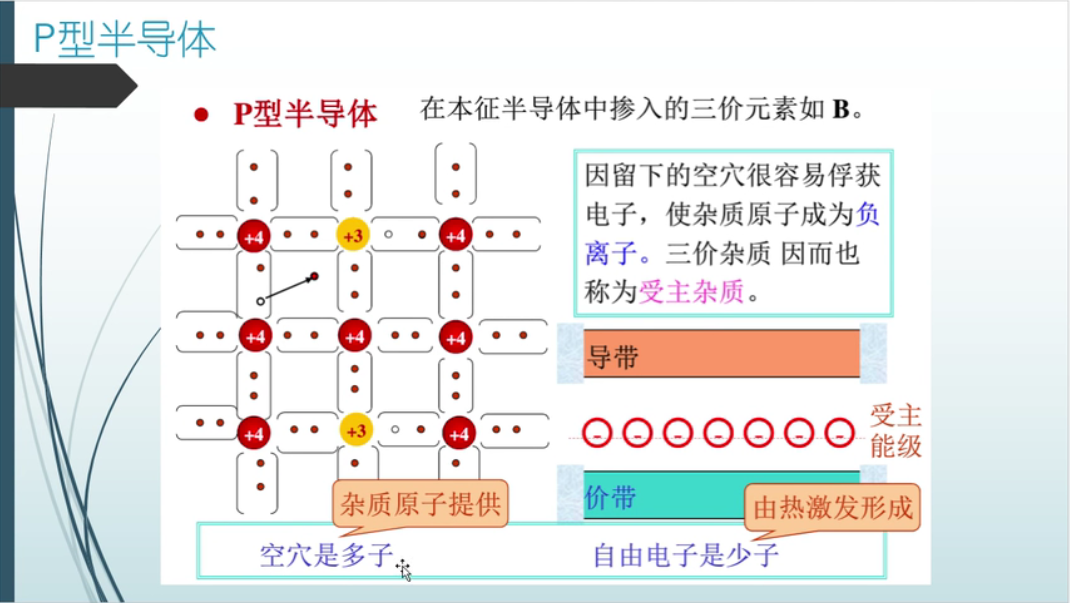 P型半导体
● P型半导体 在本征半导体中掺入的三价元素如 B。
因留下的空穴很容易俘获
电子，使杂质原子成为负
离子。三价杂质 因而也
称为受主杂质。
+4 +3 +4
+4 +4 +4
+4 +3 +4
导带
- - - - - - -
受主
能级
价带
杂质原子提供
由热激发形成
空穴是多子
自由电子是少子